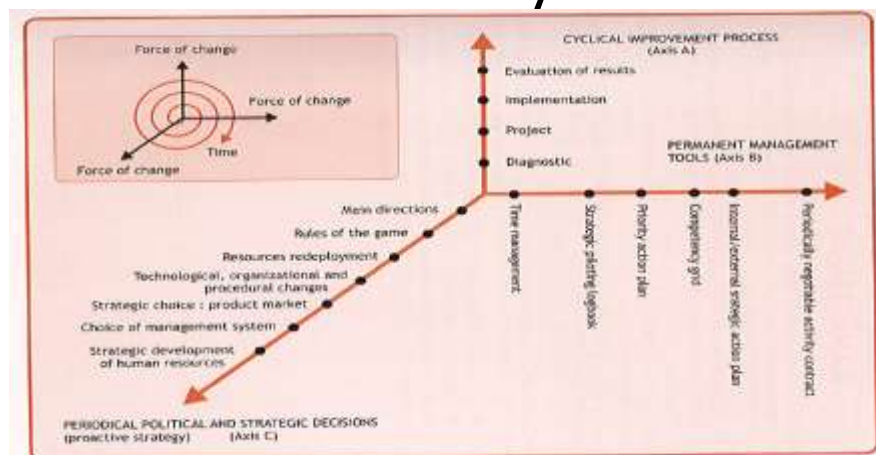 Force of change
Force of change
Force of change
Time
CYCLICAL IMPROVEMENT PROCESS
(Axis A)
Evaluation of results
Implementation
Project
Diagnostic
PERMANENT MANAGEMENT
TOOLS (Axis B)
Time management
Strategic piloting logbook
Priority action plan
Competency grid
Internal/external strategic action plan
Periodically negotiable activity contract
Main directions
Rules of the game
Resources redeployment
Technological, organizational and
procedural changes
Strategic choice : product market
Choice of management system
Strategic development
of human resources
PERIODICAL POLITICAL AND STRATEGIC DECISIONS
(proactive strategy) (Axis C)